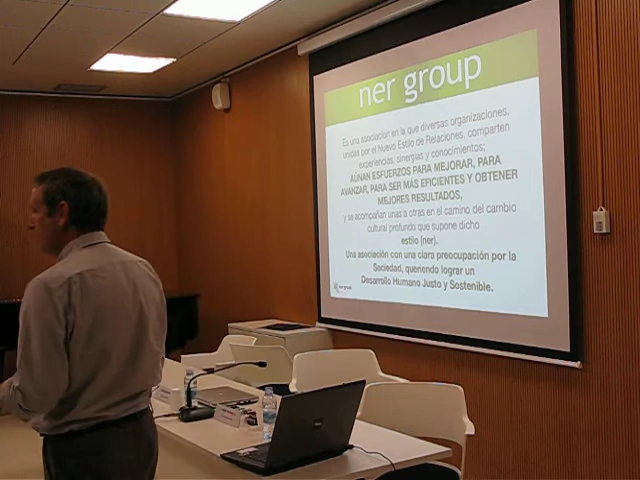 ner group
Es una asociación en la que diversas organizaciones,
unidas por el Nuevo Estilo de Relaciones, comparten
experiencias, sinergias y conocimientos;
AÚNAN ESFUERZOS PARA MEJORAR, PARA
AVANZAR, PARA SER MÁS EFICIENTES Y OBTENER
MEJORES RESULTADOS,
y se acompañan unas a otras en el camino del cambio
cultural profundo que supone dicho
estilo (ner).
Una asociación con una clara preocupación por la
Sociedad, queriendo lograr un
Desarrollo Humano Justo y Sostenible.
ner group